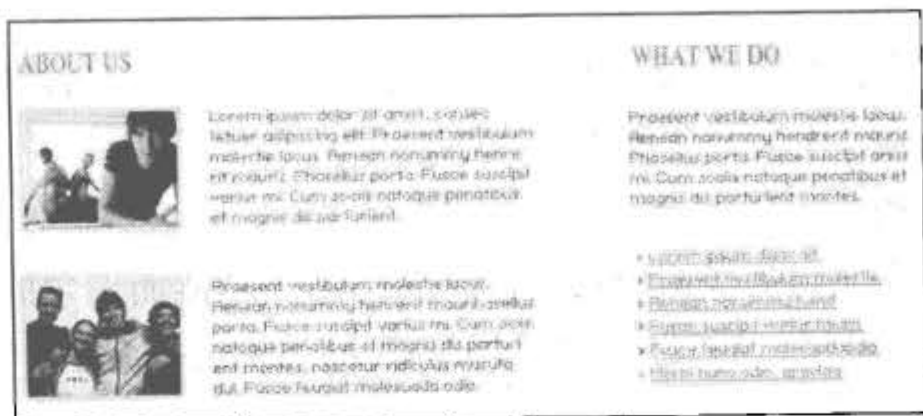 ABOUT US
Lorem ipsum dolor sit amet, consec
tetuer adipiscing elit. Praesent vestibulum
molestie lacus. Aenean nonummy hendre
rit mauris. Phasellus porta. Fusce suscipit
varius mi. Cum sociis natoque penatibus
et magnis dis parturient.
Praesent vestibulum molestie lacus.
Aenean nonummy hendrerit mauris
porta. Fusce suscipit varius mi. Cum sociis
natoque penatibus et magnis dis parturi
ent montes, nascetur ridiculus
dui. Fusce feugiat malesuada odio.
WHAT WE DO
Praesent vestibulum molestie lacus.
Aenean nonummy hendrerit mauris
Phasellus porta. Fusce suscipit varius
mi. Cum sociis natoque penatibus et
magnis dis parturient montes.
Lorem ipsum dolor sit
Praesent vestibulum molestie
Aenean nonummy
Fusce suscipit varius
Fusce feugiat malesuada
odio, gravida